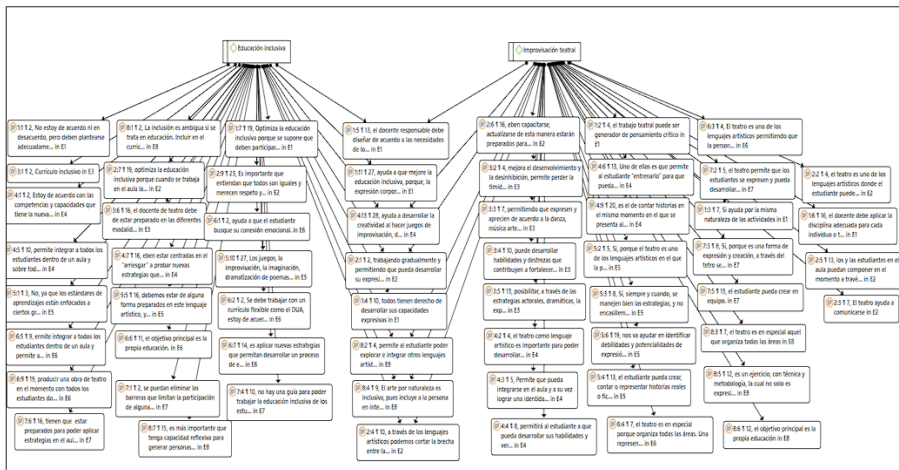 Educación inclusiva
Improvisación teatral
1:1 ¶ 2, No estoy de acuerdo ni en
desacuerdo, pero deben plantearse
adecuadame... in E1
3:1 ¶ 2, Currículo inclusivo in E3
4:1 ¶ 2, Estoy de acuerdo con las
competencias y capacidades que
tiene la nueva... in E4
4:5 ¶ 10, permite integrar a todos los
estudiantes dentro de un aula y
sobre tod... in E4
5:1 ¶ 3, No, ya que los estándares de
aprendizajes están enfocados a
ciertos gr... in E5
6:5 ¶ 9, ermite integrar a todos los
estudiantes dentro de un aula y
permite a... in E6
6:9 ¶ 19, producir una obra de teatro
en el momento con todos los
estudiantes do... in E6
7:6 ¶ 16, tienen que estar
preparados para poder aplicar
estrategias en el aul... in E7
8:1 ¶ 2, La inclusión es ambigua si se
trata en educación. Incluir en el
curric... in E8
2:7 ¶ 19, optimiza la educación
inclusiva porque cuando se trabaja
en el aula la... in E2
3:6 ¶ 16, el docente de teatro debe
de estar preparado en las diferentes
modalid... in E3
4:7 ¶ 16, eben estar centradas en el
"arriesgar" a probar nuevas
estrategias que... in E4
5:5 ¶ 16, debemos estar de alguna
forma preparados en este lenguaje
artístico, y... in E5
6:6 ¶ 11, el objetivo principal es la
propia educación. in E6
7:1 ¶ 2, se puedan eliminar las
barreras que limitan la participación
de alguna... in E7
8:7 ¶ 15, es más importante que
tenga capacidad reflexiva para
generar personas... in E8
1:7 ¶ 19, Optimiza la educación
inclusiva porque se supone que
deben participar... in E1
2:9 ¶ 23, Es importante que
entiendan que todos son iguales y
merecen respeto y... in E2
6:1 ¶ 2, ayuda a que el estudiante
busque su conexión emocional. in E6
5:10 ¶ 27, Los juegos, la
improvisación, la imaginación,
dramatización de poemas... in E5
6:2 ¶ 2, Se debe trabajar con un
currículo flexible como el DUA,
estoy de acuer... in E6
6:7 ¶ 14, es aplicar nuevas
estrategias que permitan
desarrollar un proceso de
e... in E6
7:4 ¶ 10, no hay una guía para poder
trabajar la educación inclusiva de los
estu... in E7
1:5 ¶ 13, el docente responsable debe
diseñar de acuerdo a las necesidades
de lo... in E1
1:11 ¶ 27, ayuda a que mejore la
educación inclusiva, porque, la
expresión corpor... in E1
4:13 ¶ 28, ayuda a desarrollar la
creatividad al hacer juegos de
improvisación, d... in E4
2:1 ¶ 2, trabajando gradualmente y
permitiendo que pueda desarrollar
su expresi... in E2
1:4 ¶ 10, todos tienen derecho de
desarrollar sus capacidades
expresivas in E1
8:2 ¶ 4, permite al estudiante poder
explorar e integrar otros lenguajes
artíst... in E8
8:4 ¶ 9, El arte por naturaleza es
inclusivo, pues incluye a la persona
en inte... in E8
2:4 ¶ 10, a través de los lenguajes
artísticos podemos cortar la brecha
entre la... in E2
2:6 ¶ 16, eben capacitarse,
actualizarse de esta manera estarán
preparados para... in E2
3:2 ¶ 4, mejora el desenvolvimiento y
la desinhibición, permite perder la
timid... in E3
3:3 ¶ 7, permitiendo que expresen y
aprecien de acuerdo a la danza,
música arte... in E3
3:4 ¶ 10, puede desarrollar
habilidades y destrezas que
contribuyen a fortalecer... in E3
3:5 ¶ 13, posibilitar, a través de las
estrategias actorales, dramáticas, la
exp... in E3
4:2 ¶ 4, el teatro como lenguaje
artístico es importante para poder
desarrollar... in E4
4:3 ¶ 5, Permite que pueda
integrarse en el aula y a su vez
lograr una identida... in E4
4:4 ¶ 8, permitirá al estudiante a
que pueda desarrollar sus habilidades y
ver... in E4
1:2 ¶ 4, el trabajo teatral puede ser
generador de pensamiento crítico in
E1
4:6 ¶ 13, Uno de ellos es que permite
al estudiante "entrenarlo" para
que pueda... in E4
4:9 ¶ 20, es el de contar historias en
el mismo momento en el que se
presenta al... in E4
5:2 ¶ 5, Sí, porque el teatro es uno
de los lenguajes artísticos en el que
la p... in E5
5:3 ¶ 8, Sí, siempre y cuando, se
manejen bien las estrategias, y no
encasillem... in E5
5:6 ¶ 19, nos va ayudar en identificar
debilidades y potencialidades de
expresió... in E5
5:4 ¶ 13, el estudiante pueda crear,
contar o representar historias reales
o fic... in E5
6:4 ¶ 7, el teatro es en especial
porque organiza todas las áreas. Una
represen... in E6
6:3 ¶ 4, El teatro es uno de los
lenguajes artísticos permitiendo que
la person... in E6
7:2 ¶ 5, el teatro permite que los
estudiantes se expresen y pueda
desarrollar... in E7
1:3 ¶ 7, Si ayuda por la misma
naturaleza de las actividades in E1
7:3 ¶ 8, Sí, porque es una forma de
expresión y creación, a través
del tetro se... in E7
7:5 ¶ 13, el estudiante pueda crear en
equipo. in E7
8:3 ¶ 7, el teatro es en especial aquel
que organiza todas las áreas in E8
8:5 ¶ 12, es un ejercicio, con técnica y
metodología, la cual no solo es
expresi... in E8
8:6 ¶ 12, el objetivo principal es la
propia educación in E8
2:2 ¶ 4, el teatro es uno de los
lenguajes artísticos donde el
estudiante puede... in E2
1:6 ¶ 16, el docente debe aplicar la
disciplina adecuada para cada
individuo o t... in E1
2:5 ¶ 13, los y las estudiantes en el
aula puedan componer en el
momento a travé... in E2
2:3 ¶ 7, El teatro ayuda a
comunicarse in E2